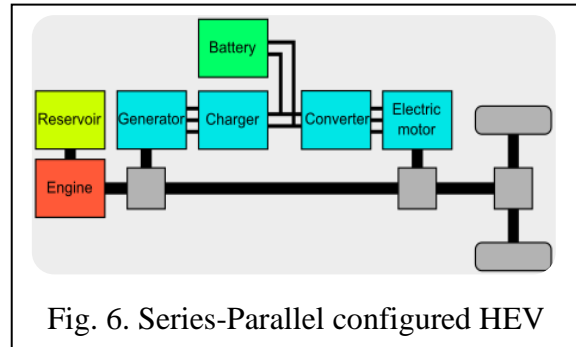 Battery
Reservoir
Generator
Charger
Converter
Electric
motor
Engine
Fig. 6. Series-Parallel configured HEV